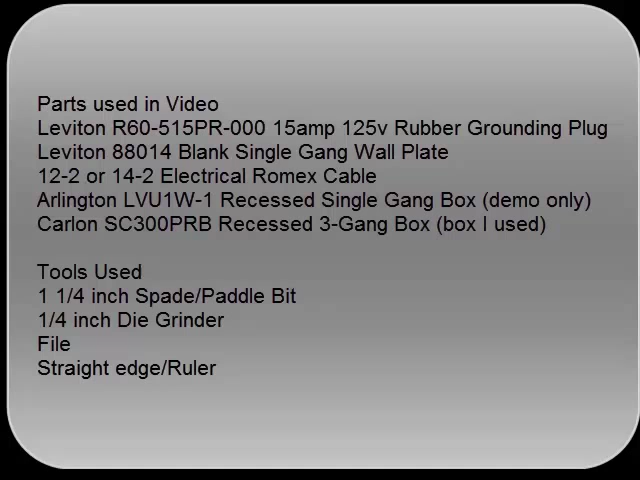 Parts used in Video
Leviton R60-515PR-000 15amp 125v Rubber Grounding Plug
Leviton 88014 Blank Single Gang Wall Plate
12-2 or 14-2 Electrical Romex Cable
Arlington LVU1W-1 Recessed Single Gang Box (demo only)
Carlon SC300PRB Recessed 3-Gang Box (box I used)
Tools Used
1 1/4 inch Spade/Paddle Bit
1/4 inch Die Grinder
File
Straight edge/Ruler